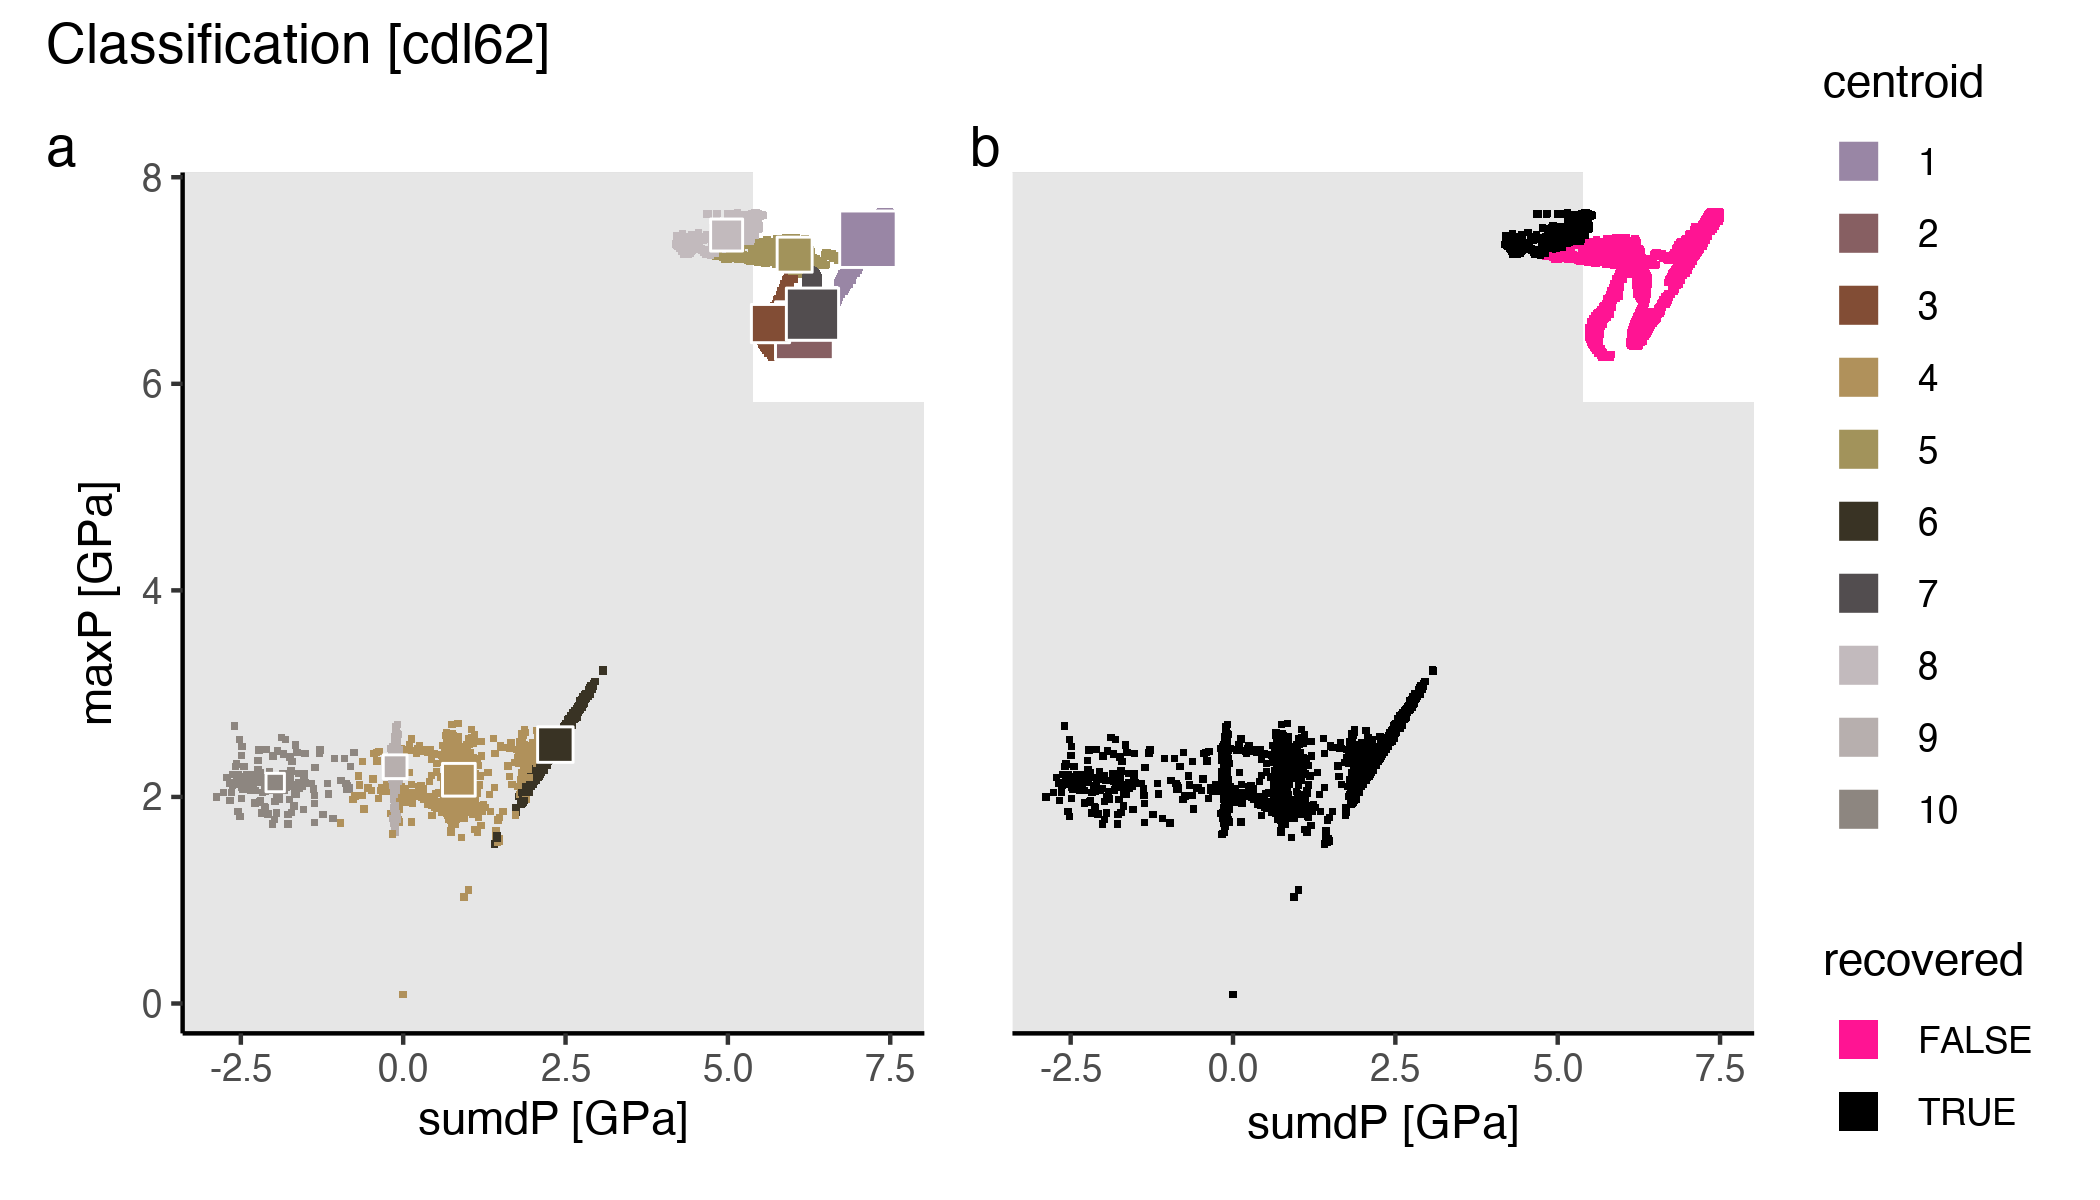 Classification [cdl62]
a
8
6
4
2
0
maxP [GPa]
-2.5 0.0 2.5 5.0 7.5
sumdP [GPa]
b
-2.5 0.0 2.5 5.0 7.5
sumdP [GPa]
centroid
1
2
3
4
5
6
7
8
9
10
recovered
FALSE
TRUE